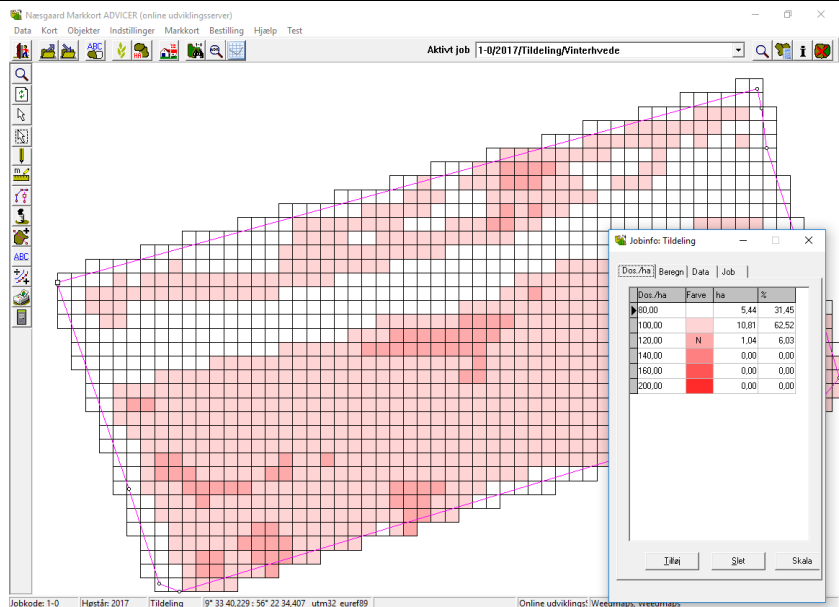 Næsgaard Markkort ADVICER (online udviklingsserver)
Data Kort Objekter Indstillinger Markkort Bestilling Hjælp Test
ABC
Aktivt job 1-0/2017/Tildeling/Vinterhvede
i
m
ABC
Jobinfo: Tildeling
Dos./ha Beregn Data Job
Dos./ha Farve ha %
80,00 5,44 31,45
100,00 10,81 62,52
120,00 N 1,04 6,03
140,00 0,00 0,00
160,00 0,00 0,00
200,00 0,00 0,00
Tilføj Slet Skala
Jobkode: 1-0 Høstår: 2017 Tildeling 9° 33 40,229 : 56° 22 34,407 utm32 euref89 Online udviklings! Weedmaps, Weedmaps